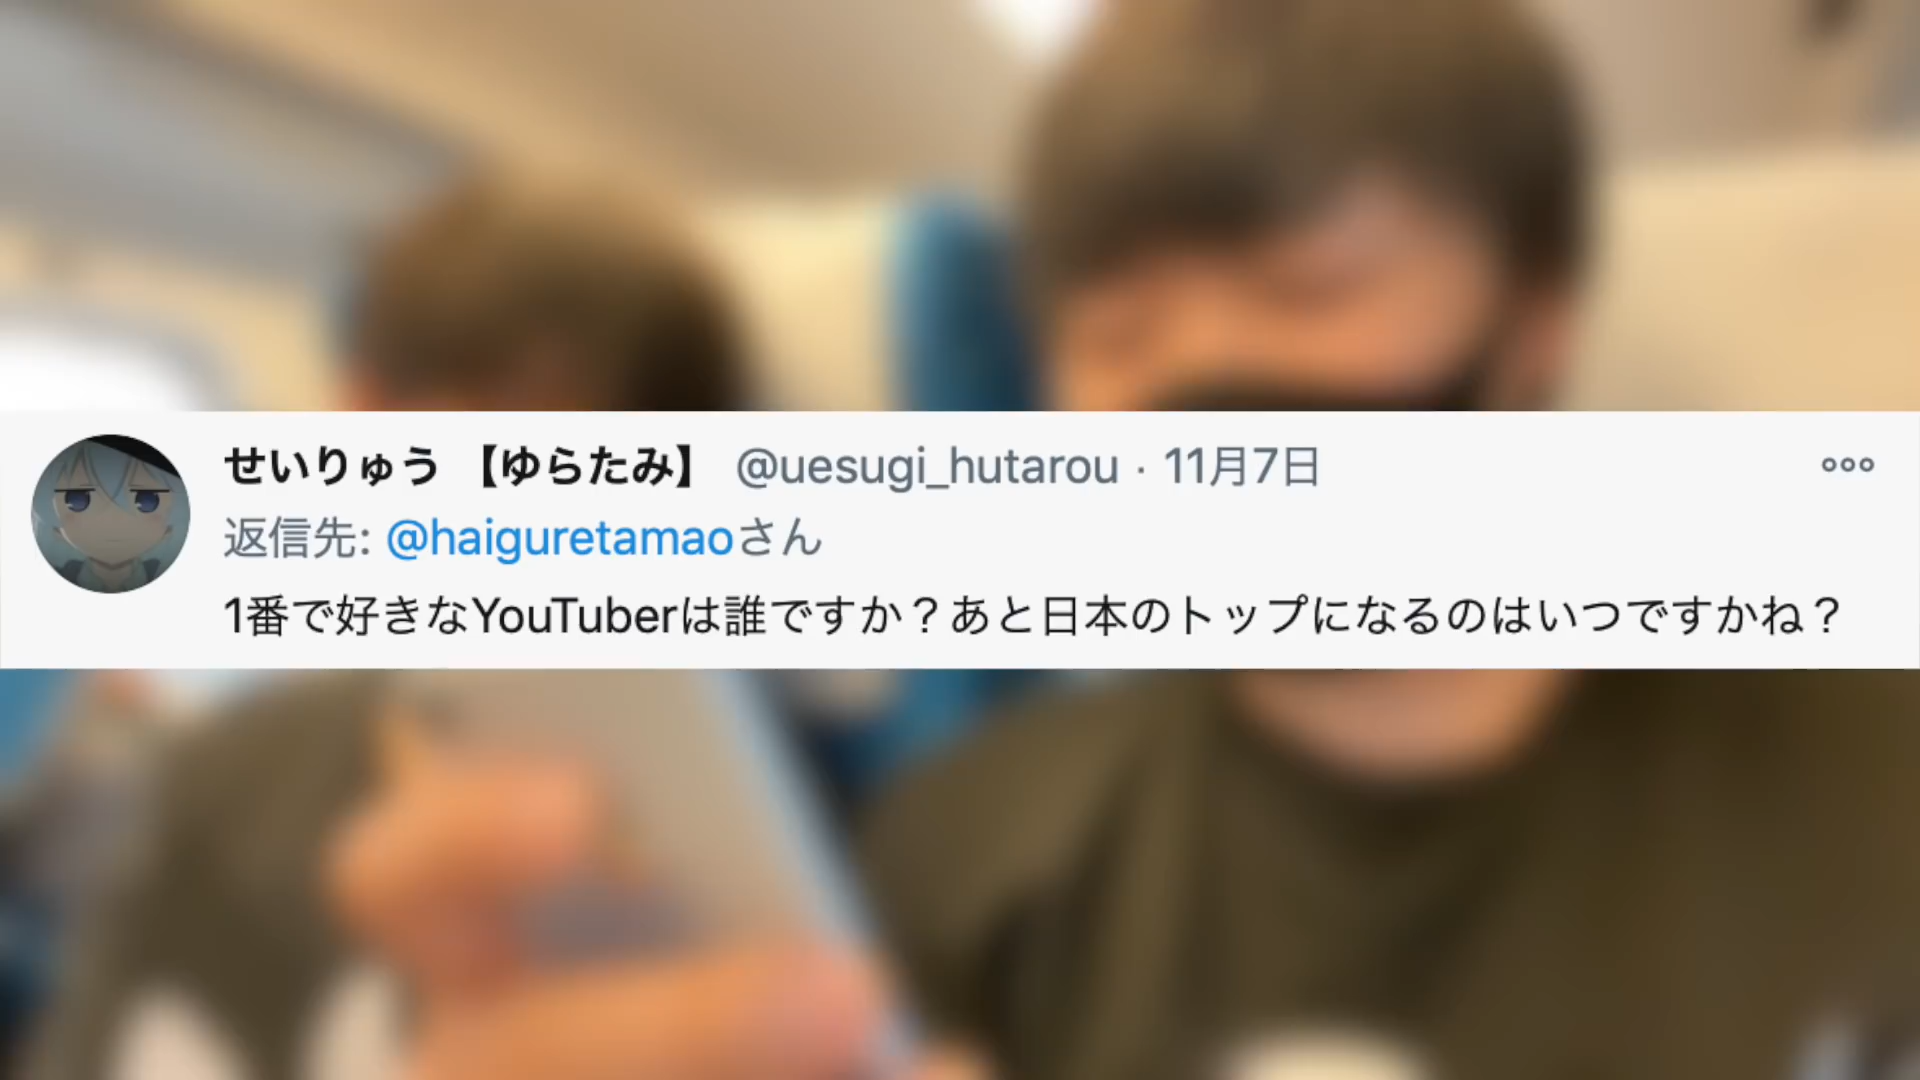 せいりゅう 【ゆらたみ】 @uesugi_hutarou · 11月7日
返信先: @haiguretamaoさん
1番で好きなYouTuberは誰ですか？あと日本のトップになるのはいつですかね？